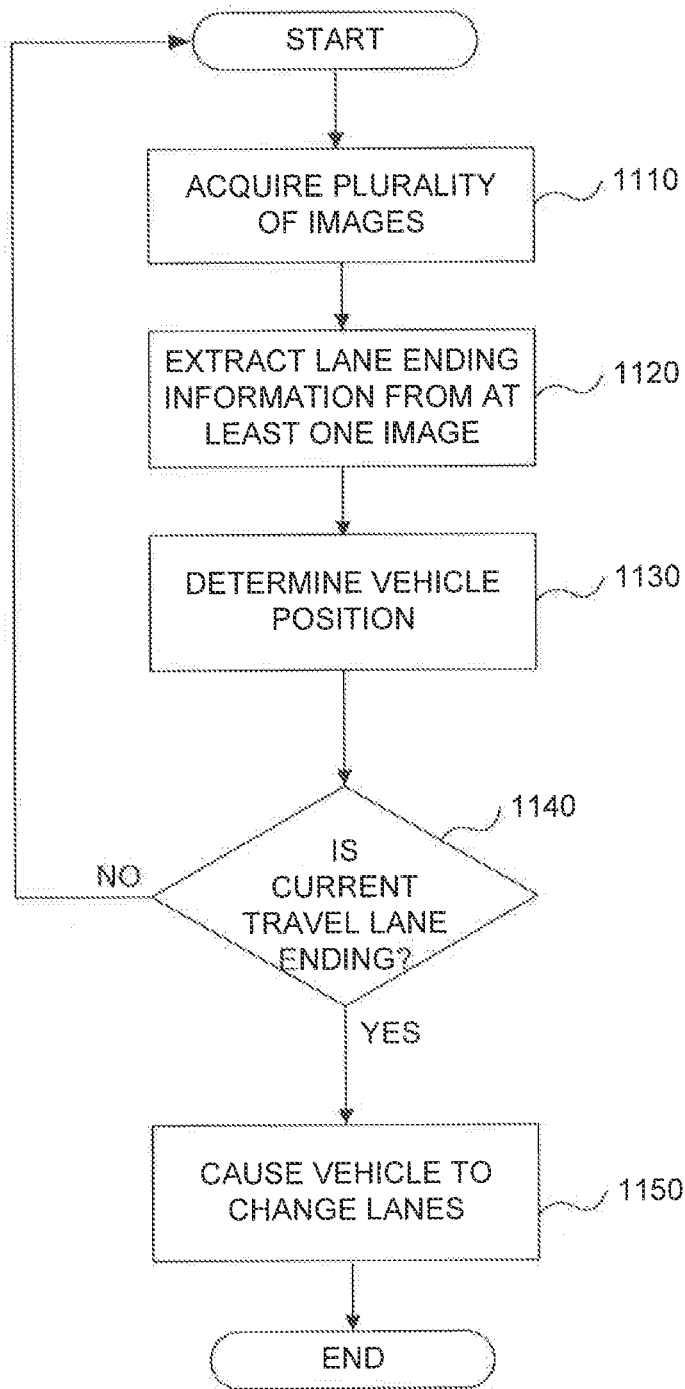 START
ACQUIRE PLURALITY
OF IMAGES
1110
EXTRACT LANE ENDING
INFORMATION FROM AT
LEAST ONE IMAGE
1120
DETERMINE VEHICLE
POSITION
1130
1140
IS
CURRENT
TRAVEL LANE
ENDING?
NO
YES
CAUSE VEHICLE TO
CHANGE LANES
1150
END